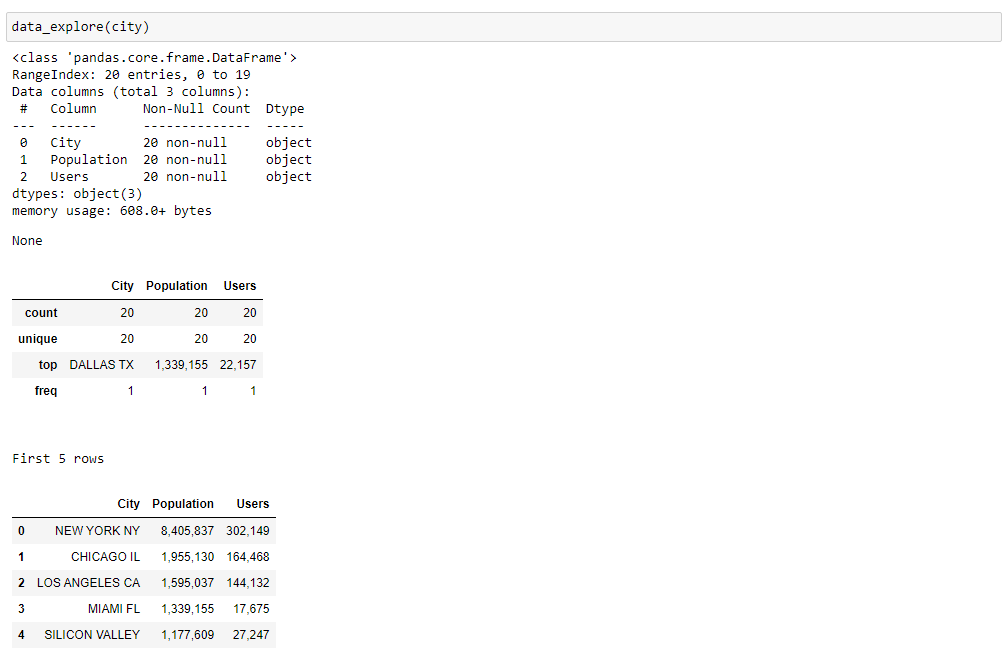 data_explore(city)
<class 'pandas.core.frame.DataFrame'>
RangeIndex: 20 entries, 0 to 19
Data columns (total 3 columns):
 #   Column      Non-Null Count  Dtype
---  ------      --------------  -----
 0   City        20 non-null     object
 1   Population  20 non-null     object
 2   Users       20 non-null     object
dtypes: object(3)
memory usage: 608.0+ bytes
None
City Population Users
count 20 20 20
unique 20 20 20
top DALLAS TX 1,339,155 22,157
freq 1 1 1
First 5 rows
City Population Users
0 NEW YORK NY 8,405,837 302,149
1 CHICAGO IL 1,955,130 164,468
2 LOS ANGELES CA 1,595,037 144,132
3 MIAMI FL 1,339,155 17,675
4 SILICON VALLEY 1,177,609 27,247